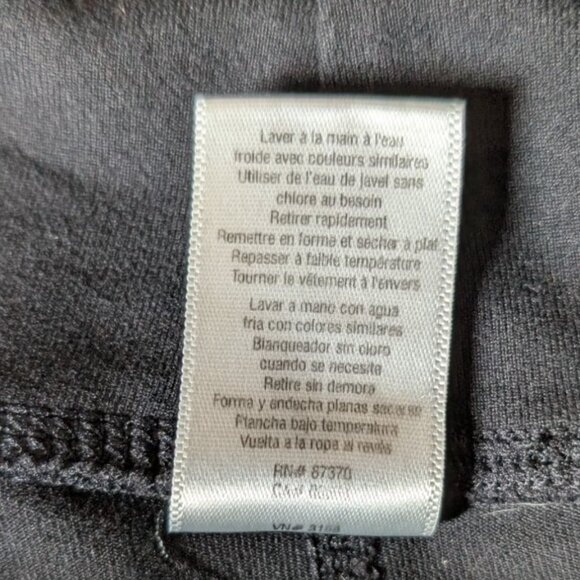 Laver à la main à l'eau
froide avec couleurs similaires
Utiliser de l'eau de javel sans
chlore au besoin
Retirer rapidement
Remettre en forme et sécher à plat
Repasser à faible température
Tourner le vêtement à l'envers
Lavar a mano con agua
fria con colores similares
Blanqueador sin cloro
cuando se necesite
Retire sin demora
Forma y endecha planas sacarse
Plancha bajo temperatura
Vuelta a la ropa al revés
RN# 87370
CA#
VN#